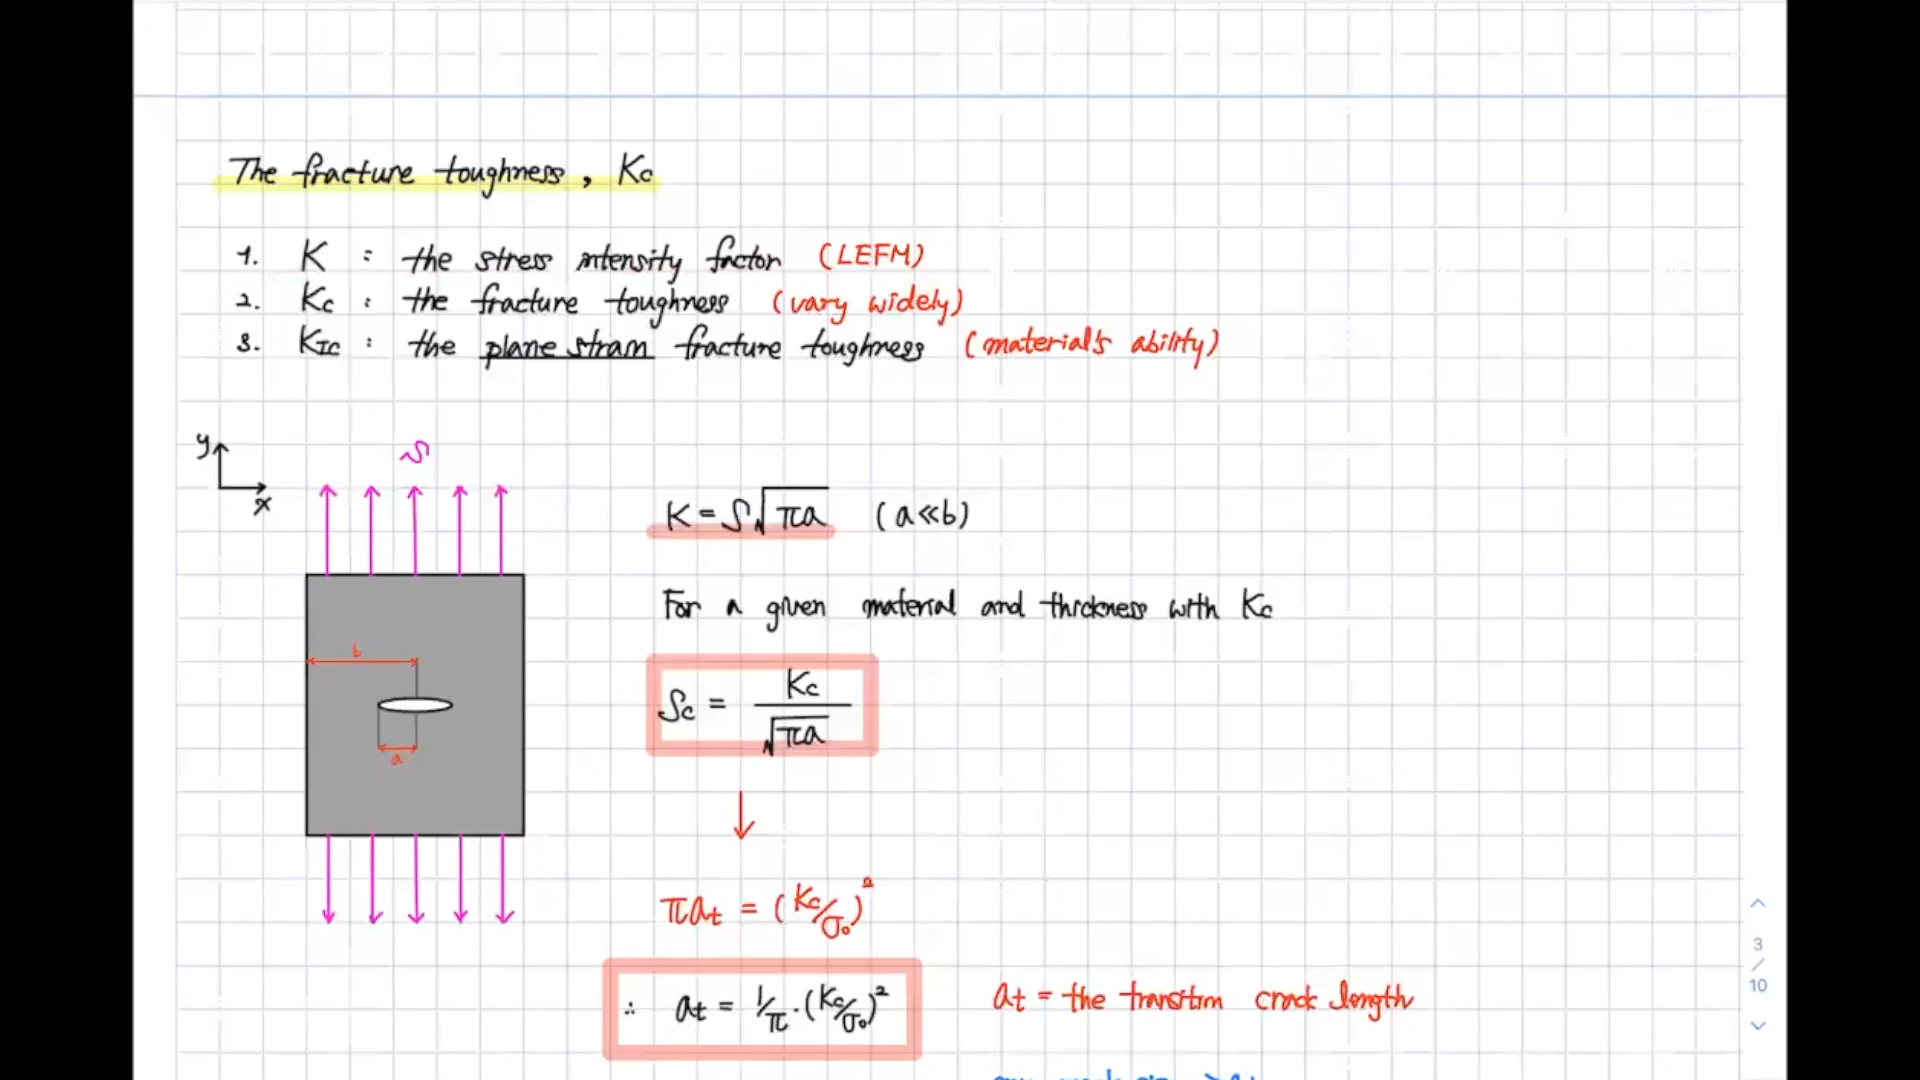 The fracture toughness, Kc
1. K : the stress intensity factor (LEFM)
2. Kc : the fracture toughness (vary widely)
3. KIc : the plane strain fracture toughness (material's ability)
y
x
S
K = S√πa (a≪b)
For a given material and thickness with Kc
b
a
Sc = Kc / √πa
↓
πat = (Kc/σ₀)²
∴ at = 1/π · (Kc/σ₀)²
at = the transition crack length
3
/
10